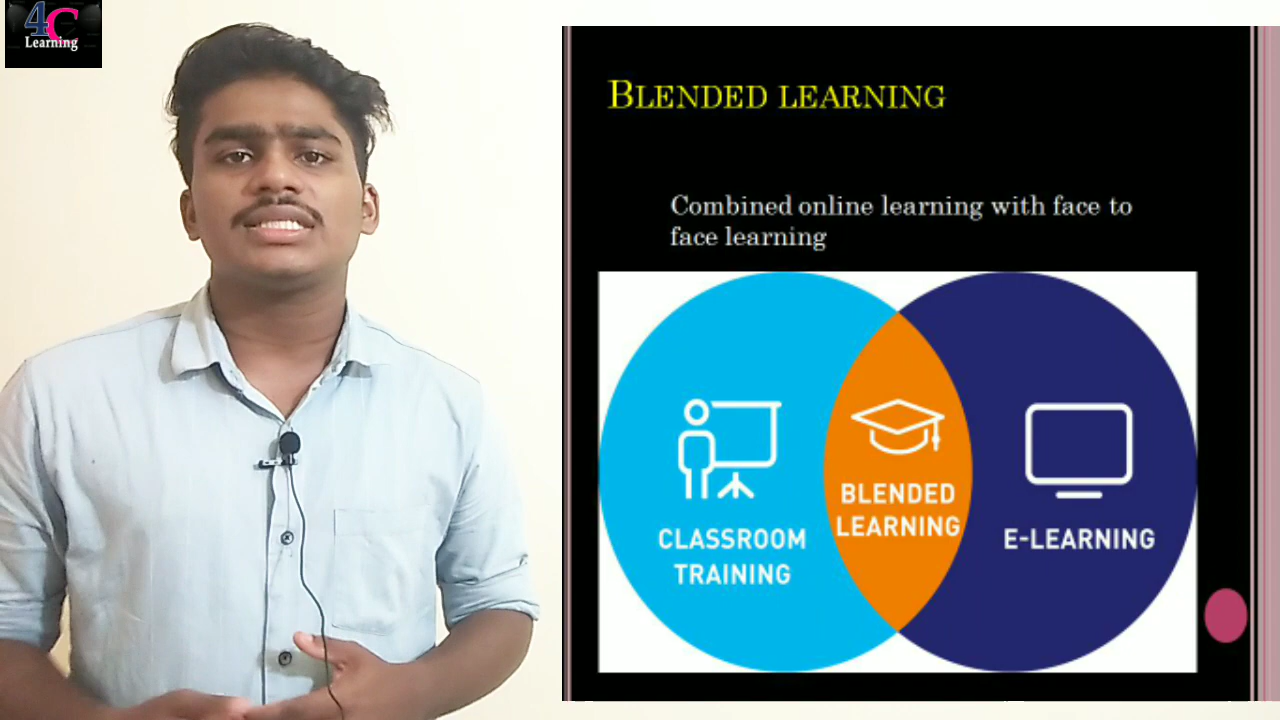 4C
Learning
BLENDED LEARNING
Combined online learning with face to
face learning
CLASSROOM
TRAINING
BLENDED
LEARNING
E-LEARNING